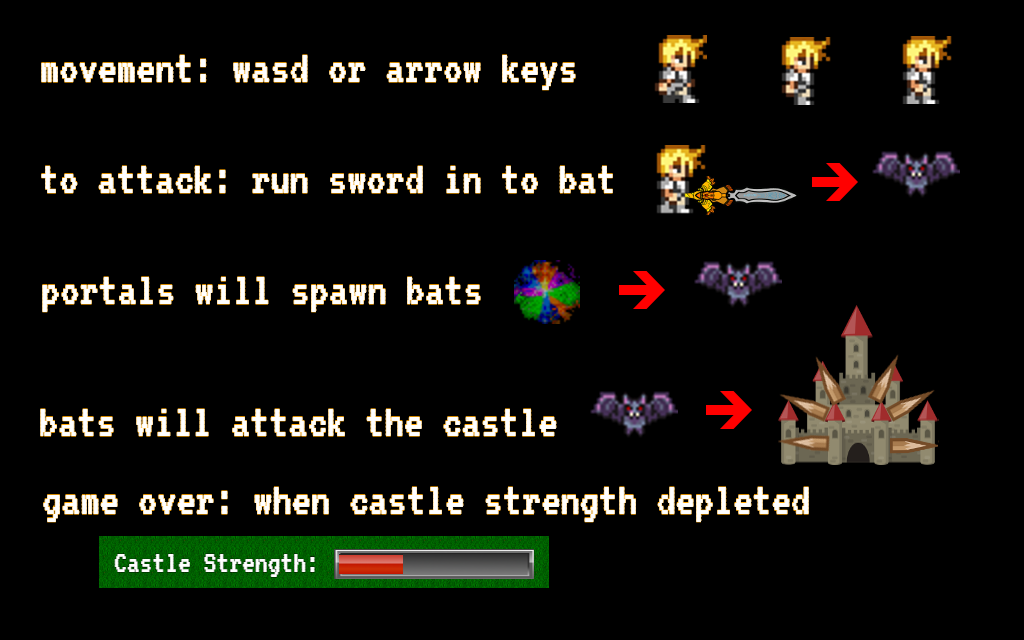 movement: wasd or arrow keys
to attack: run sword in to bat
portals will spawn bats
bats will attack the castle
game over: when castle strength depleted
Castle Strength: